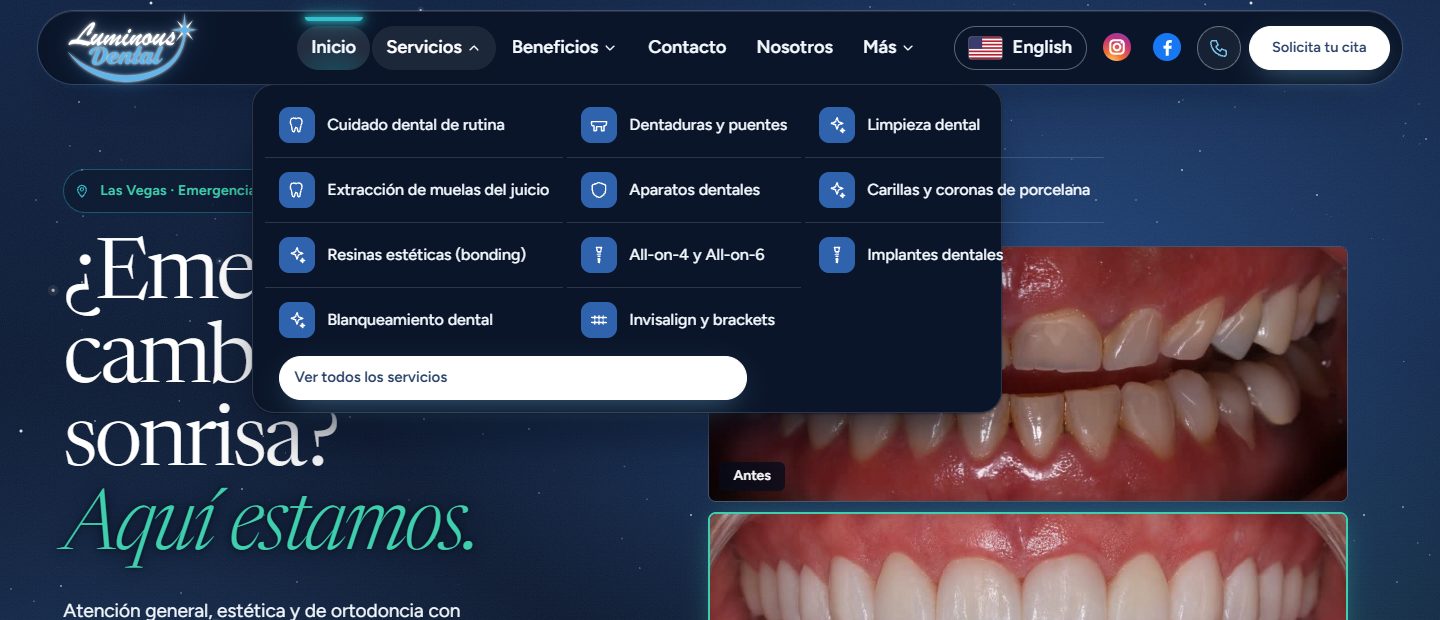 Luminous
Dental
Inicio
Servicios
Beneficios
Contacto
Nosotros
Más
English
Solicita tu cita
Cuidado dental de rutina
Dentaduras y puentes
Limpieza dental
Extracción de muelas del juicio
Aparatos dentales
Carillas y coronas de porcelana
Resinas estéticas (bonding)
All-on-4 y All-on-6
Implantes dentales
Blanqueamiento dental
Invisalign y brackets
Ver todos los servicios
Las Vegas · Emergencia
¿Eme
camb
sonrisa?
Aquí estamos.
Atención general, estética y de ortodoncia con
Antes